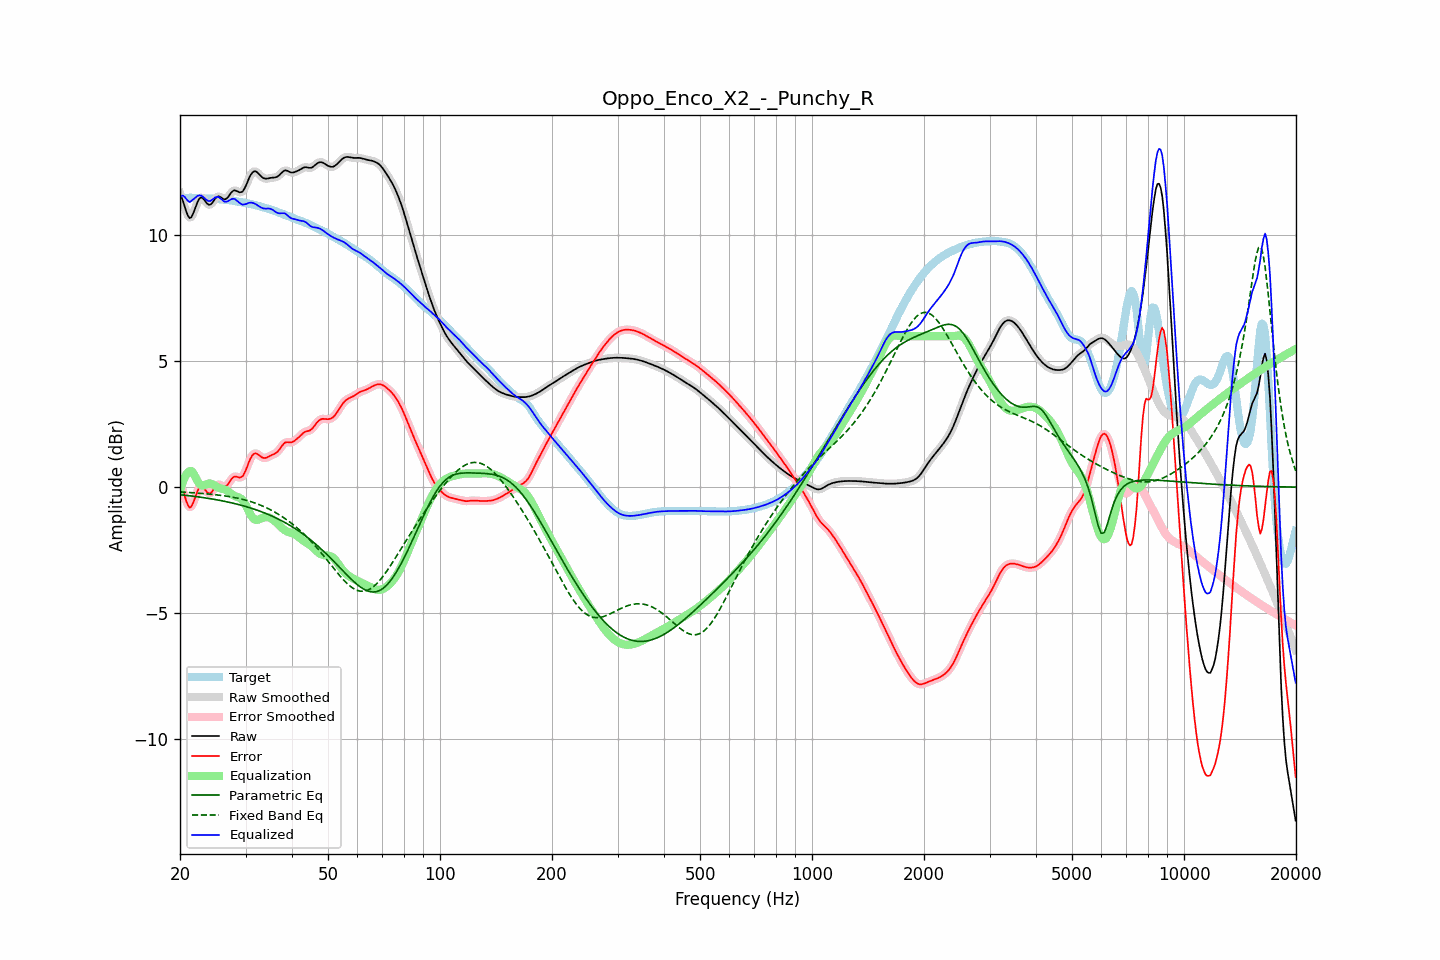 Oppo_Enco_X2_-_Punchy_R
Amplitude (dBr)
10
5
0
−5
−10
Target
Raw Smoothed
Error Smoothed
Raw
Error
Equalization
Parametric Eq
Fixed Band Eq
Equalized
20 50 100 200 500 1000 2000 5000 10000 20000
Frequency (Hz)